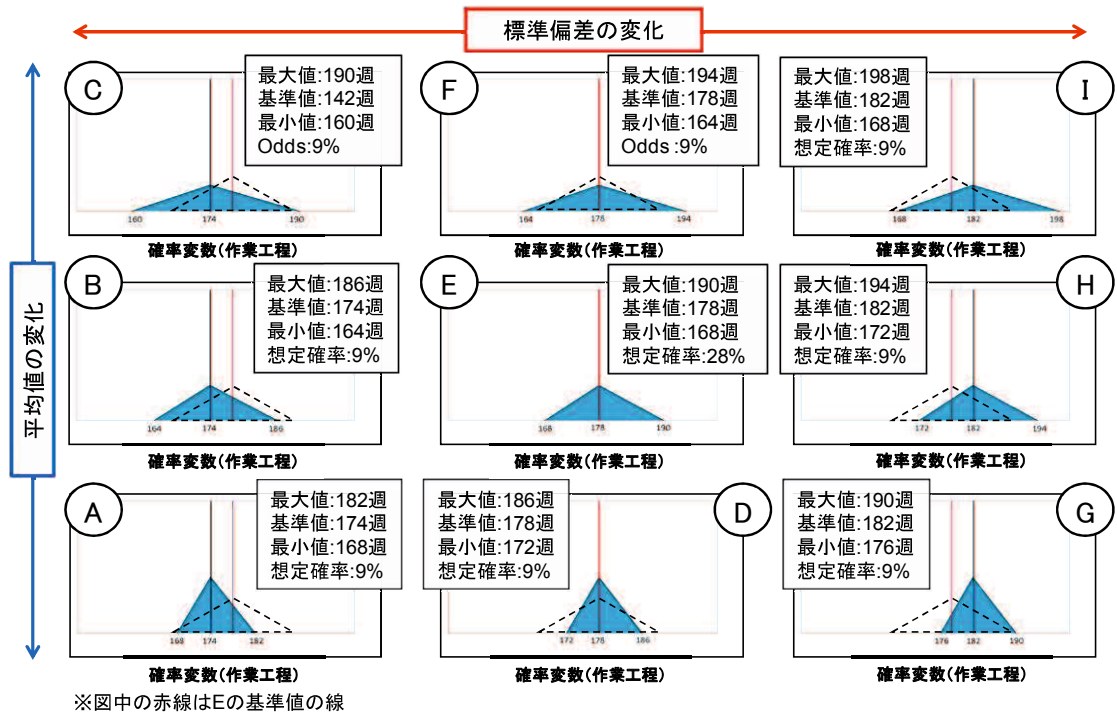 標準偏差の変化
平均値の変化
C
最大値:190週
基準値:142週
最小値:160週
Odds:9%
160
174
190
確率変数(作業工程)
F
最大値:194週
基準値:178週
最小値:164週
Odds :9%
164
178
194
確率変数(作業工程)
I
最大値:198週
基準値:182週
最小値:168週
想定確率:9%
168
182
198
確率変数(作業工程)
B
最大値:186週
基準値:174週
最小値:164週
想定確率:9%
164
174
186
確率変数(作業工程)
E
最大値:190週
基準値:178週
最小値:168週
想定確率:28%
168
178
190
確率変数(作業工程)
H
最大値:194週
基準値:182週
最小値:172週
想定確率:9%
172
182
194
確率変数(作業工程)
A
最大値:182週
基準値:174週
最小値:168週
想定確率:9%
168
174
182
確率変数(作業工程)
D
最大値:186週
基準値:178週
最小値:172週
想定確率:9%
172
178
186
確率変数(作業工程)
G
最大値:190週
基準値:182週
最小値:176週
想定確率:9%
176
182
190
確率変数(作業工程)
※図中の赤線はEの基準値の線